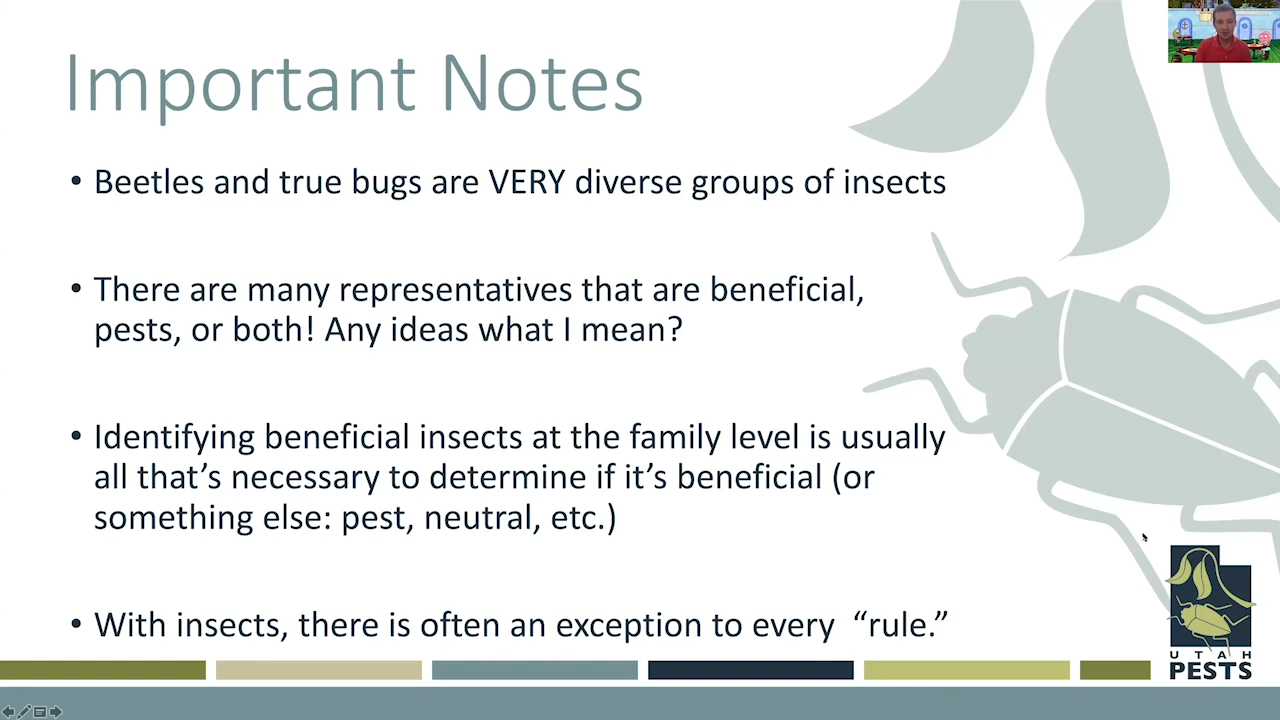 Important Notes
• Beetles and true bugs are VERY diverse groups of insects
• There are many representatives that are beneficial,
pests, or both! Any ideas what I mean?
• Identifying beneficial insects at the family level is usually
all that’s necessary to determine if it’s beneficial (or
something else: pest, neutral, etc.)
• With insects, there is often an exception to every “rule.”
UTAH
PESTS